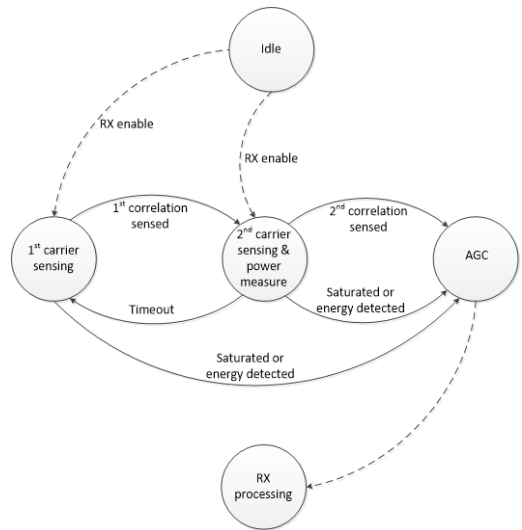 Idle
RX enable
RX enable
1st correlation
sensed
2nd correlation
sensed
1st carrier
sensing
2nd carrier
sensing &
power
measure
AGC
Timeout
Saturated or
energy detected
Saturated or
energy detected
RX
processing